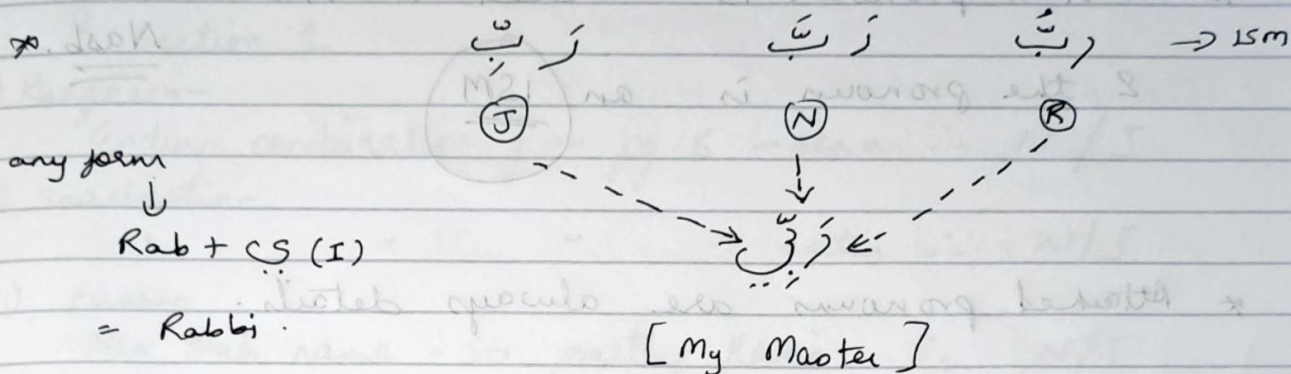 * رَبِّ رَبَّ رَبُّ → ISM
J N R
any form
↓
Rab + ي (I) رَبِّي
= Rabbi. [My Master]